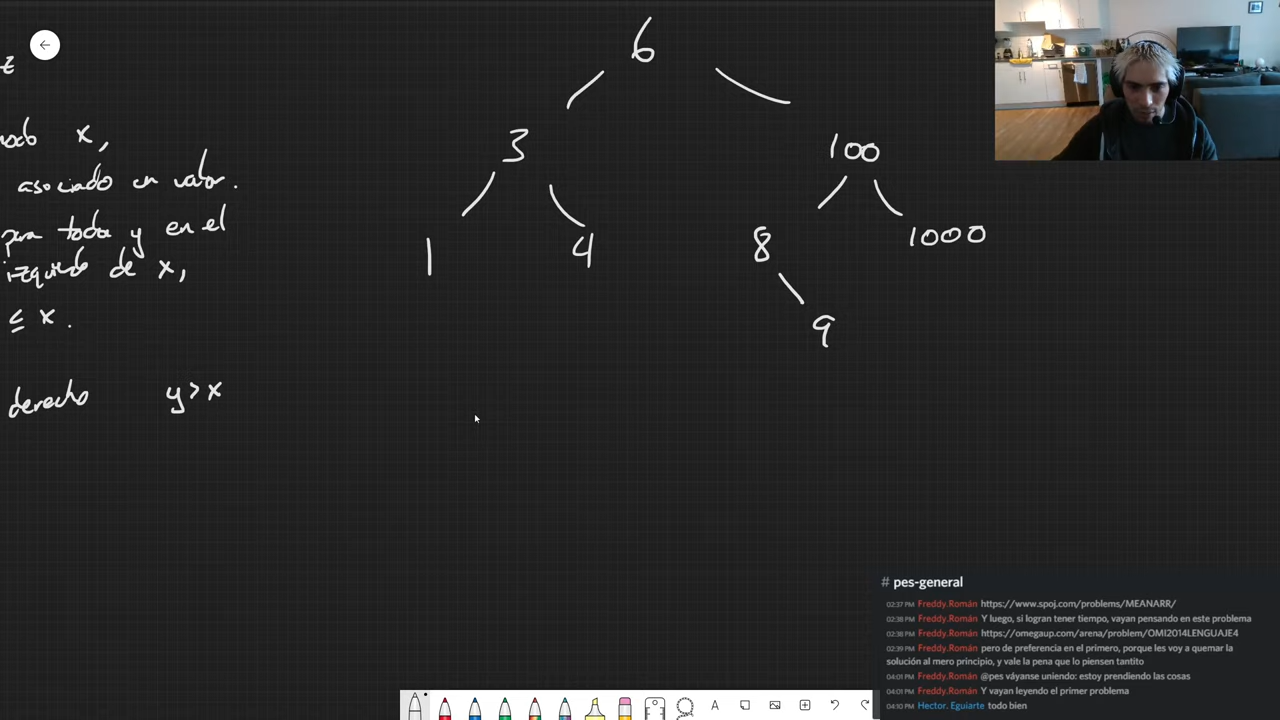 z
nodo x,
asociado un valor.
para toda y en el
izquierdo de x,
≤ x.
derecho y > x
6
3 100
1 4 8 1000
9
# pes-general
02:37 PM Freddy.Román https://www.spoj.com/problems/MEANARR/
02:38 PM Freddy.Román Y luego, si logran tener tiempo, vayan pensando en este problema
02:38 PM Freddy.Román https://omegaup.com/arena/problem/OMI2014LENGUAJE4
02:39 PM Freddy.Román pero de preferencia en el primero, porque les voy a quemar la
solución al mero principio, y vale la pena que lo piensen tantito
04:01 PM Freddy.Román @pes váyanse uniendo: estoy prendiendo las cosas
04:01 PM Freddy.Román Y vayan leyendo el primer problema
04:10 PM Hector. Eguiarte todo bien